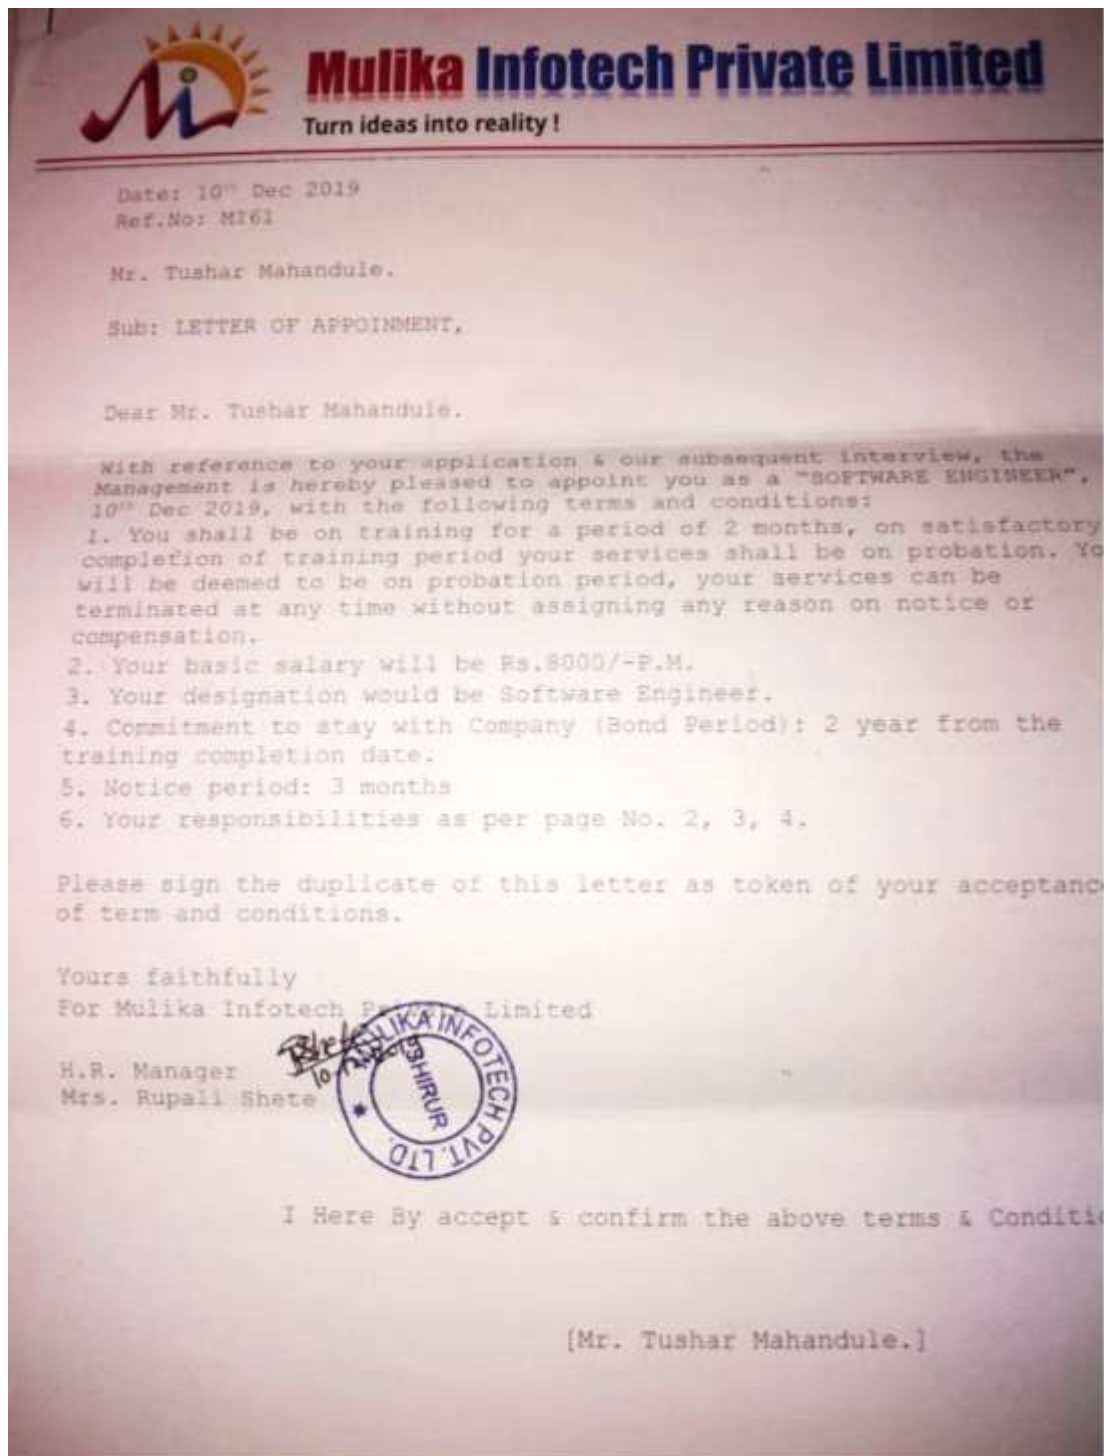 Mulika Infotech Private Limited
Turn ideas into reality !
Date: 10th Dec 2019
Ref.No: MI61
Mr. Tushar Mahandule.
Sub: LETTER OF APPOINMENT,
Dear Mr. Tushar Mahandule.
With reference to your application & our subsequent interview, the
Management is hereby pleased to appoint you as a "SOFTWARE ENGINEER",
10th Dec 2019, with the following terms and conditions:
1. You shall be on training for a period of 2 months, on satisfactory
completion of training period your services shall be on probation. Yo
will be deemed to be on probation period, your services can be
terminated at any time without assigning any reason on notice or
compensation.
2. Your basic salary will be Rs.8000/-P.M.
3. Your designation would be Software Engineer.
4. Commitment to stay with Company (Bond Period): 2 year from the
training completion date.
5. Notice period: 3 months
6. Your responsibilities as per page No. 2, 3, 4.
Please sign the duplicate of this letter as token of your acceptanc
of term and conditions.
Yours faithfully
For Mulika Infotech Private Limited
H.R. Manager
Mrs. Rupali Shete
MULIKA INFOTECH PVT. LTD.
SHIRUR
I Here By accept & confirm the above terms & Conditio
[Mr. Tushar Mahandule.]